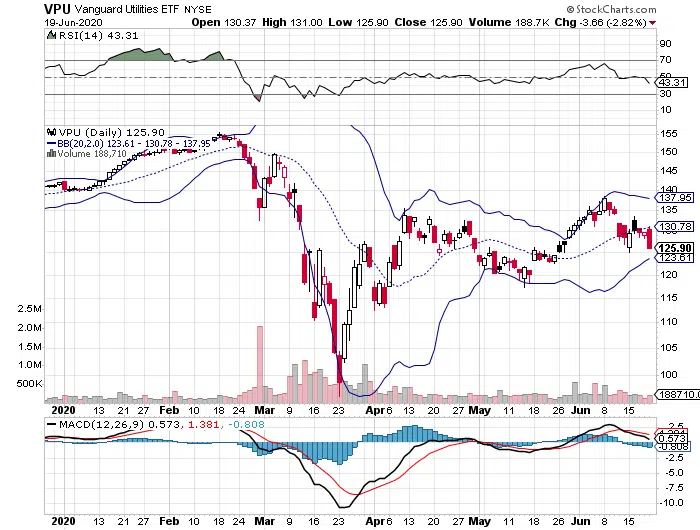 VPU Vanguard Utilities ETF NYSE
© StockCharts.com
19-Jun-2020
Open 130.37 High 131.00 Low 125.90 Close 125.90 Volume 188.7K Chg -3.66 (-2.82%)
RSI(14) 43.31
90
70
50
43.31
30
10
VPU (Daily) 125.90
BB(20,2.0) 123.61 - 130.78 - 137.95
Volume 188,710
155
150
145
140
137.95
135
130.78
130
125.90
123.61
120
115
110
105
100
2.5M
2.0M
1.5M
1.0M
500K
188710.0
2020 13 21 27 Feb 10 18 24 Mar 9 16 23 Apr 6 13 20 27 May 11 18 26 Jun 8 15
MACD(12,26,9) 0.573, 1.381, -0.808
2.5
0.573
-0.808
-2.5
-5.0
-7.5
-10.0
2020 13 21 27 Feb 10 18 24 Mar 9 16 23 Apr 6 13 20 27 May 11 18 26 Jun 8 15